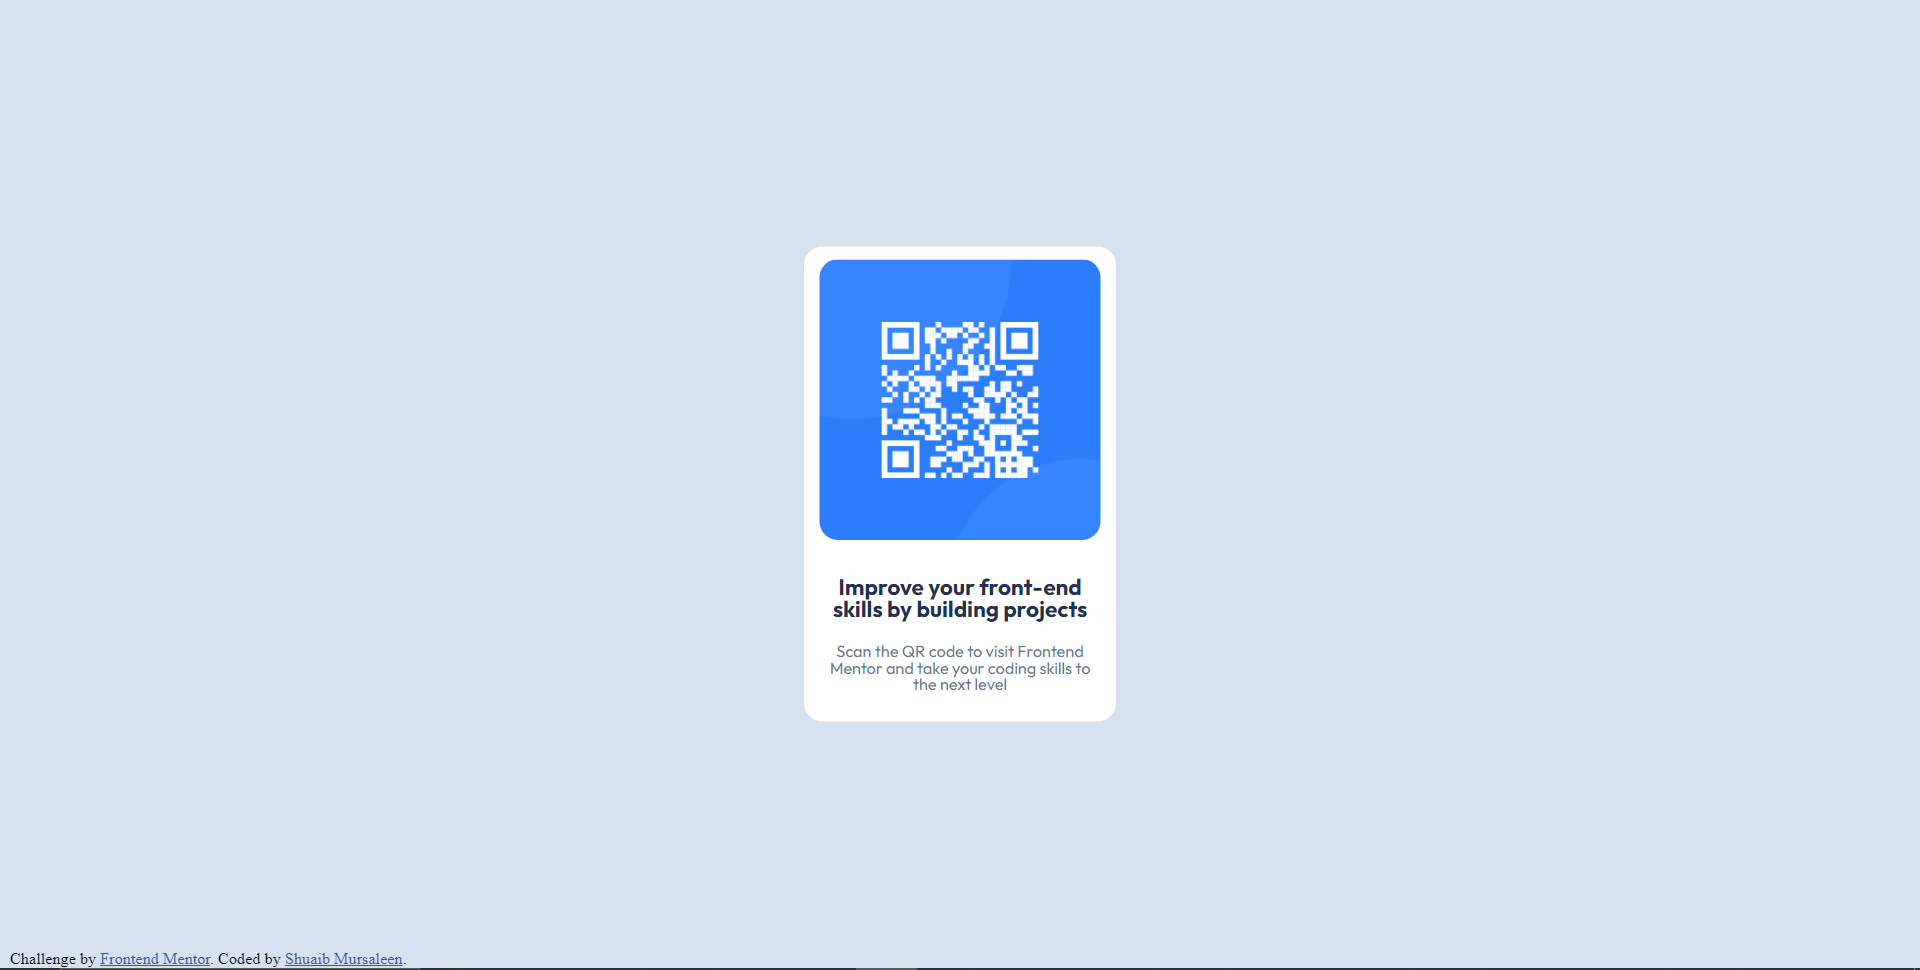 Improve your front-end
skills by building projects
Scan the QR code to visit Frontend
Mentor and take your coding skills to
the next level
Challenge by Frontend Mentor. Coded by Shuaib Mursaleen.